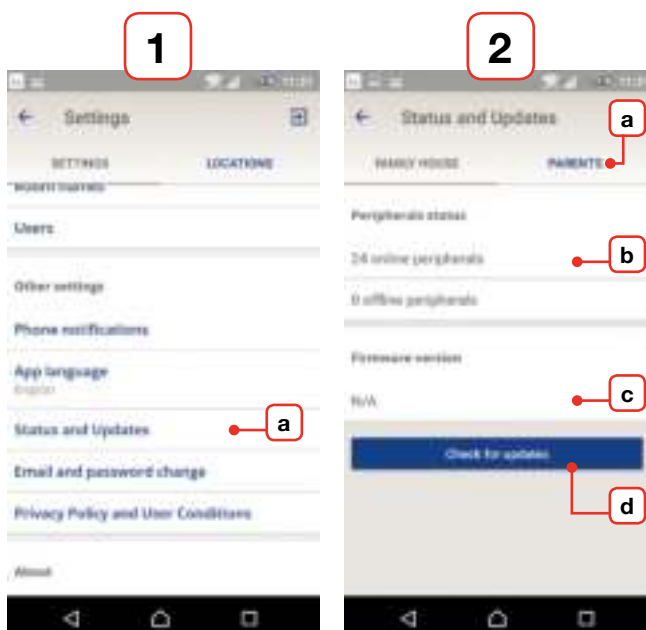 1
Settings
SETTINGS
LOCATIONS
Room names
Users
Other settings
Phone notifications
App language
English
Status and Updates
a
Email and password change
Privacy Policy and User Conditions
About
2
Status and Updates
a
FAMILY HOUSE
PARENTS
Peripherals status
24 online peripherals
b
0 offline peripherals
Firmware version
N/A
c
Check for updates
d